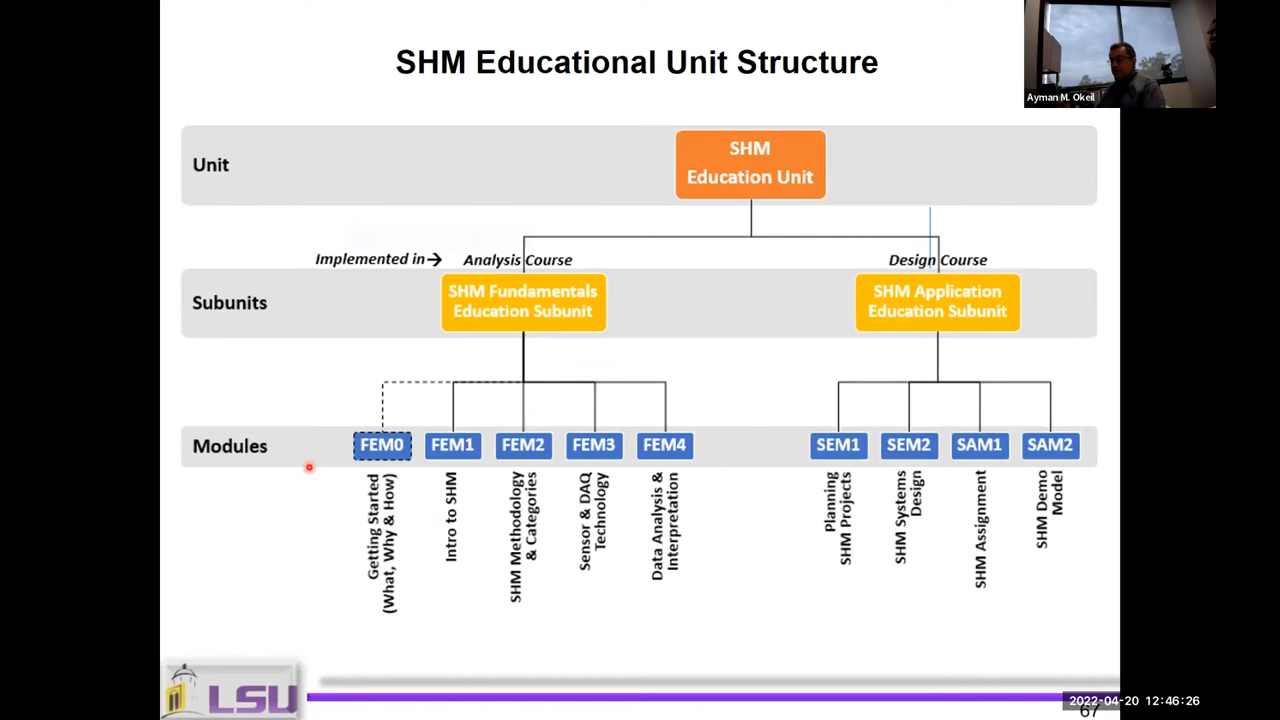 SHM Educational Unit Structure
Ayman M. Okeil
Unit
SHM
Education Unit
Implemented in→
Analysis Course
Design Course
Subunits
SHM Fundamentals
Education Subunit
SHM Application
Education Subunit
Modules
FEM0
FEM1
FEM2
FEM3
FEM4
SEM1
SEM2
SAM1
SAM2
Getting Started
(What, Why & How)
Intro to SHM
SHM Methodology
& Categories
Sensor & DAQ
Technology
Data Analysis &
Interpretation
Planning
SHM Projects
SHM Systems
Design
SHM Assignment
SHM Demo
Model
LSU
2022-04-20 12:46:26
67